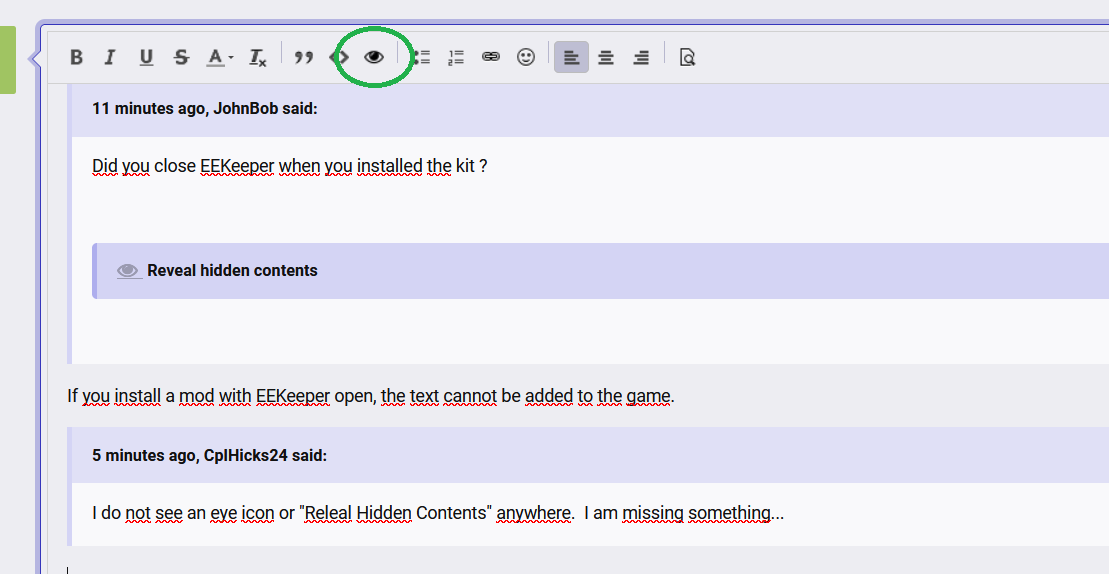 B I U S A Tx
11 minutes ago, JohnBob said:
Did you close EEKeeper when you installed the kit ?
Reveal hidden contents
If you install a mod with EEKeeper open, the text cannot be added to the game.
5 minutes ago, CplHicks24 said:
I do not see an eye icon or "Releal Hidden Contents" anywhere.  I am missing something...